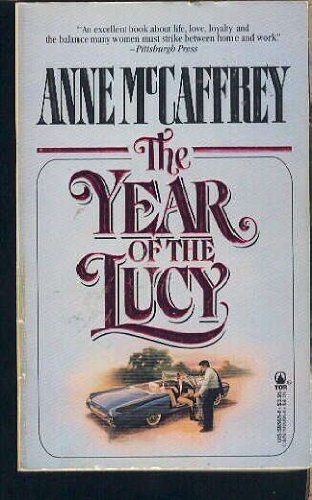 "An excellent book about life, love, loyalty and
the balance many women must strike between home and work."
—Pittsburgh Press
ANNE McCAFFREY
The
YEAR
OF THE
LUCY
TOR